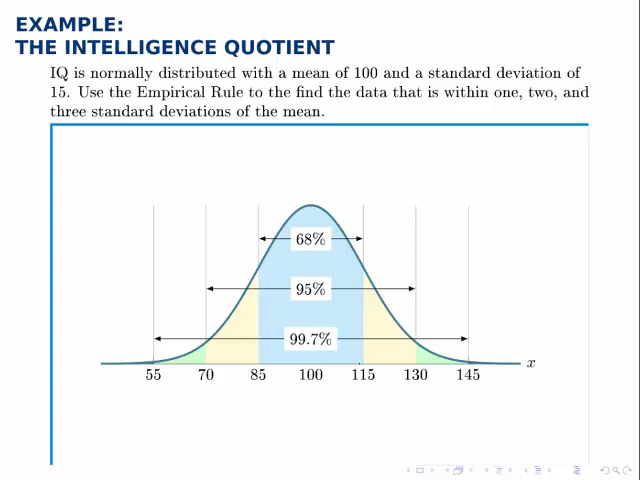 EXAMPLE:
THE INTELLIGENCE QUOTIENT
IQ is normally distributed with a mean of 100 and a standard deviation of
15. Use the Empirical Rule to the find the data that is within one, two, and
three standard deviations of the mean.
68%
95%
99.7%
x
55 70 85 100 115 130 145